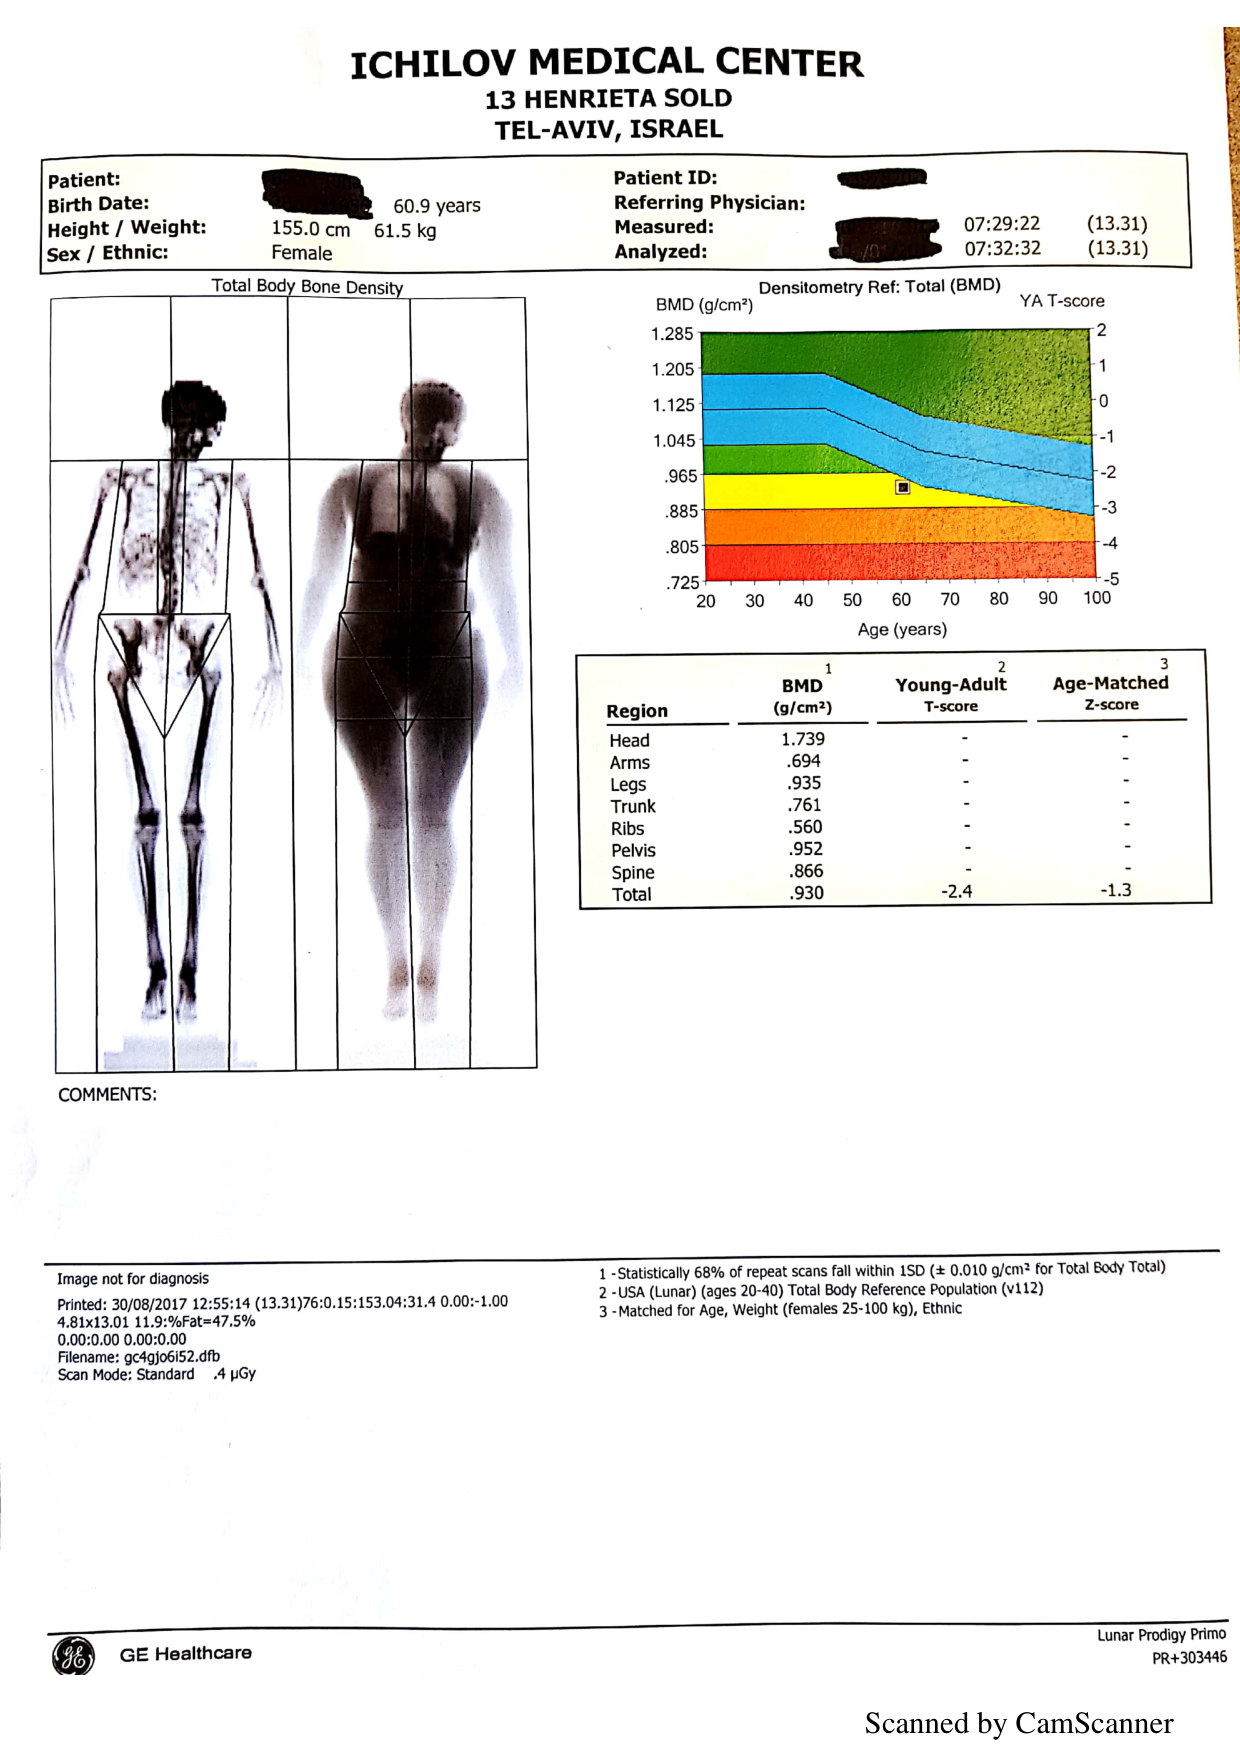 ICHILOV MEDICAL CENTER
13 HENRIETA SOLD
TEL-AVIV, ISRAEL
Patient:
Birth Date: 60.9 years
Height / Weight: 155.0 cm 61.5 kg
Sex / Ethnic: Female
Patient ID:
Referring Physician:
Measured: 07:29:22 (13.31)
Analyzed: 07:32:32 (13.31)
Total Body Bone Density
Densitometry Ref: Total (BMD)
BMD (g/cm²) YA T-score
1.285 2
1.205 1
1.125 0
1.045 -1
.965 -2
.885 -3
.805 -4
.725 -5
20 30 40 50 60 70 80 90 100
Age (years)
1 2 3
BMD Young-Adult Age-Matched
Region (g/cm²) T-score Z-score
Head 1.739 - -
Arms .694 - -
Legs .935 - -
Trunk .761 - -
Ribs .560 - -
Pelvis .952 - -
Spine .866 - -
Total .930 -2.4 -1.3
COMMENTS:
Image not for diagnosis
Printed: 30/08/2017 12:55:14 (13.31)76:0.15:153.04:31.4 0.00:-1.00
4.81x13.01 11.9:%Fat=47.5%
0.00:0.00 0.00:0.00
Filename: gc4gjo6i52.dfb
Scan Mode: Standard .4 µGy
1 -Statistically 68% of repeat scans fall within 1SD (± 0.010 g/cm² for Total Body Total)
2 -USA (Lunar) (ages 20-40) Total Body Reference Population (v112)
3 -Matched for Age, Weight (females 25-100 kg), Ethnic
GE Healthcare
Lunar Prodigy Primo
PR+303446
Scanned by CamScanner